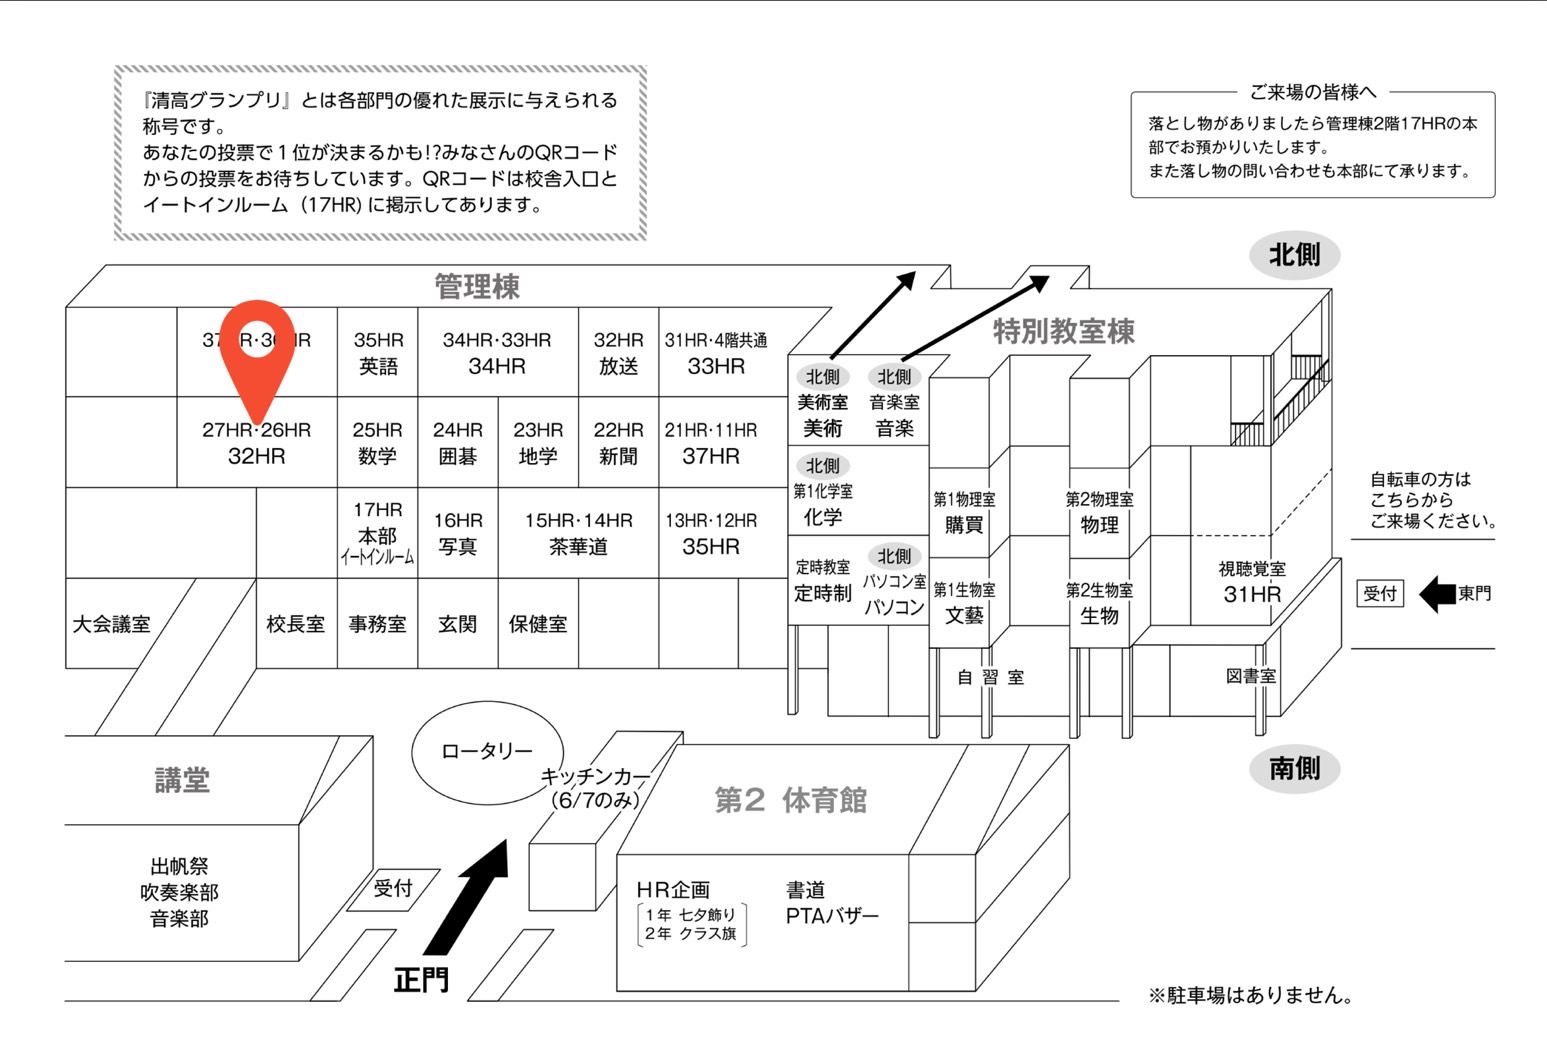 『清高グランプリ』とは各部門の優れた展示に与えられる
称号です。
あなたの投票で1位が決まるかも!?みなさんのQRコード
からの投票をお待ちしています。QRコードは校舎入口と
イートインルーム（17HR)に掲示してあります。
ご来場の皆様へ
落とし物がありましたら管理棟2階17HRの本
部でお預かりいたします。
また落し物の問い合わせも本部にて承ります。
北側
管理棟
特別教室棟
35HR
英語
34HR·33HR
34HR
32HR
放送
31HR·4階共通
33HR
27HR·26HR
32HR
25HR
数学
24HR
囲碁
23HR
地学
22HR
新聞
21HR·11HR
37HR
17HR
本部
イートインルーム
16HR
写真
15HR·14HR
茶華道
13HR·12HR
35HR
大会議室
校長室
事務室
玄関
保健室
北側
美術室
美術
北側
音楽室
音楽
北側
第1化学室
化学
定時教室
定時制
北側
パソコン室
パソコン
第1物理室
購買
第2物理室
物理
第1生物室
文藝
第2生物室
生物
視聴覚室
31HR
自習室
図書室
自転車の方は
こちらから
ご来場ください。
受付
東門
南側
ロータリー
キッチンカー
(6/7のみ)
講堂
出帆祭
吹奏楽部
音楽部
受付
正門
第2 体育館
HR企画
1年 七夕飾り
2年 クラス旗
書道
PTAバザー
※駐車場はありません。